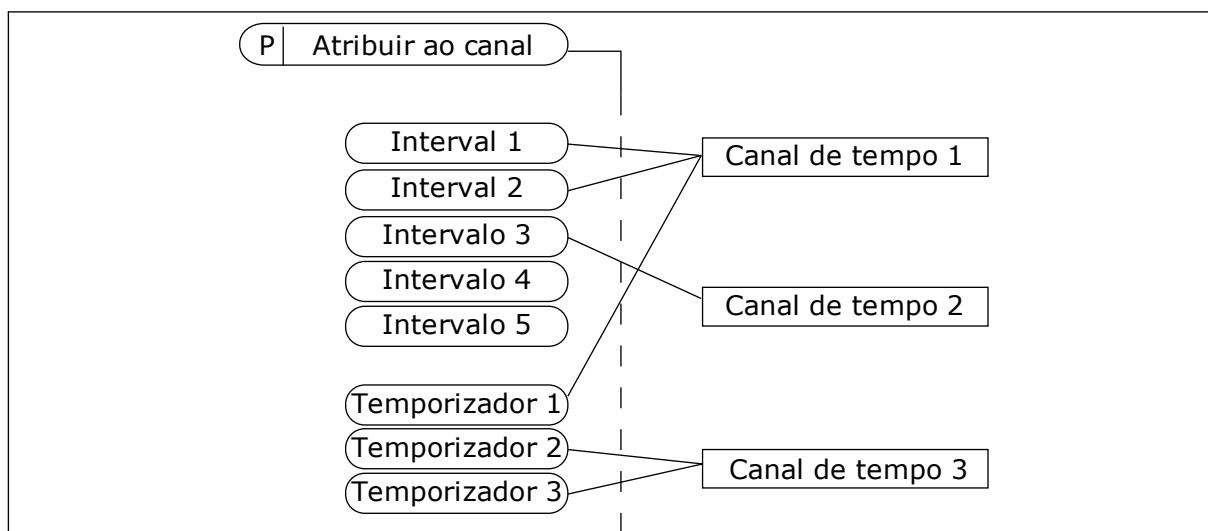 P Atribuir ao canal
Interval 1
Interval 2
Intervalo 3
Intervalo 4
Intervalo 5
Temporizador 1
Temporizador 2
Temporizador 3
Canal de tempo 1
Canal de tempo 2
Canal de tempo 3